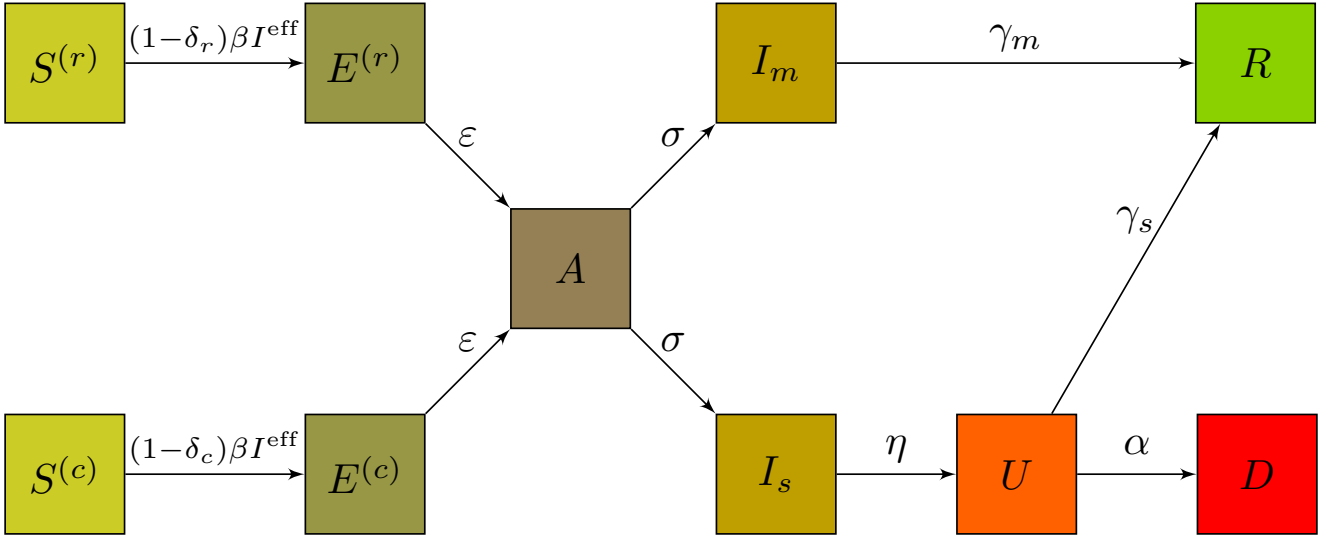 S^{(r)} (1−δ_r)βI^{eff} E^{(r)} I_m γ_m R
ε σ
A γ_s
ε σ
S^{(c)} (1−δ_c)βI^{eff} E^{(c)} I_s η U α D